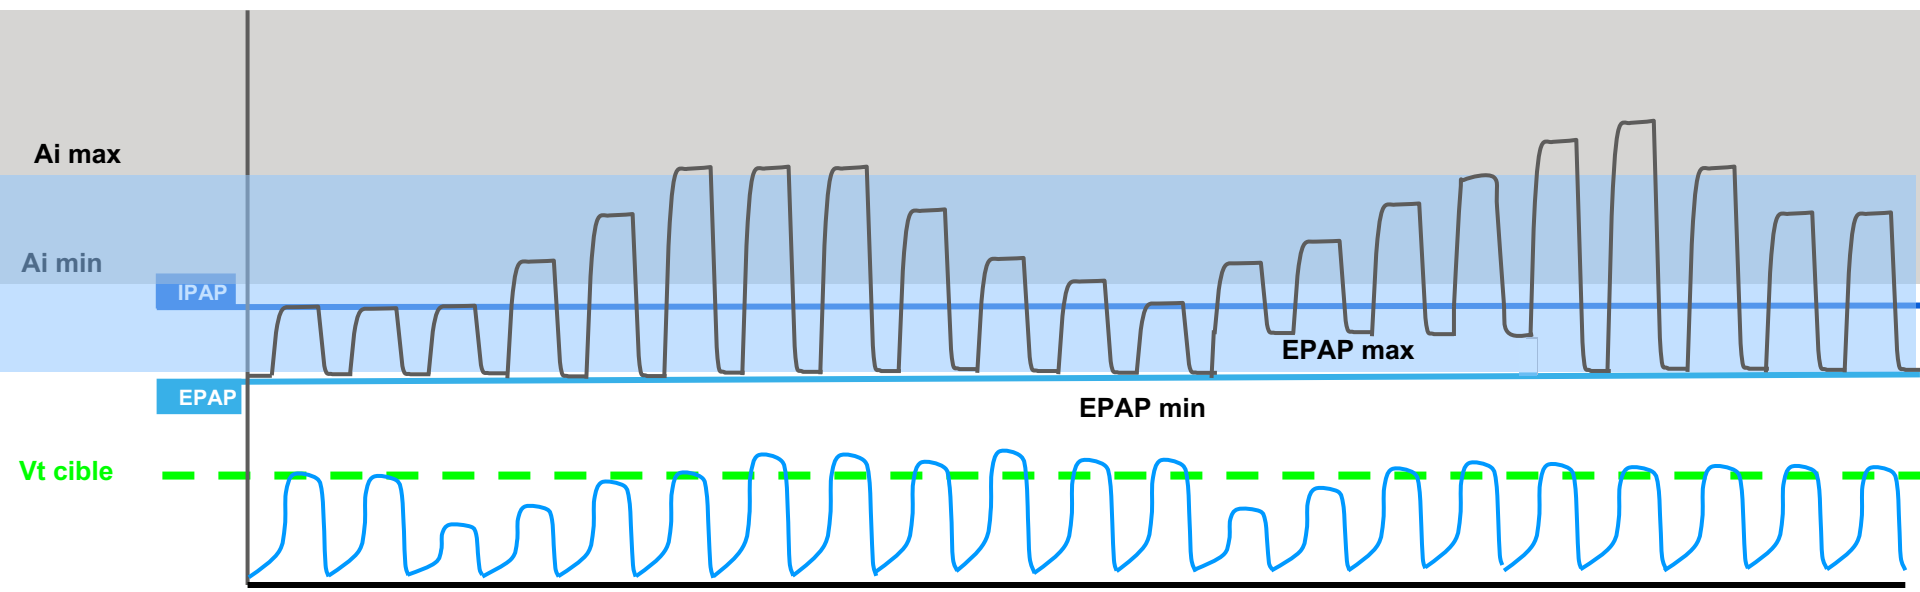 Ai max
Ai min
IPAP
EPAP max
EPAP
EPAP min
Vt cible